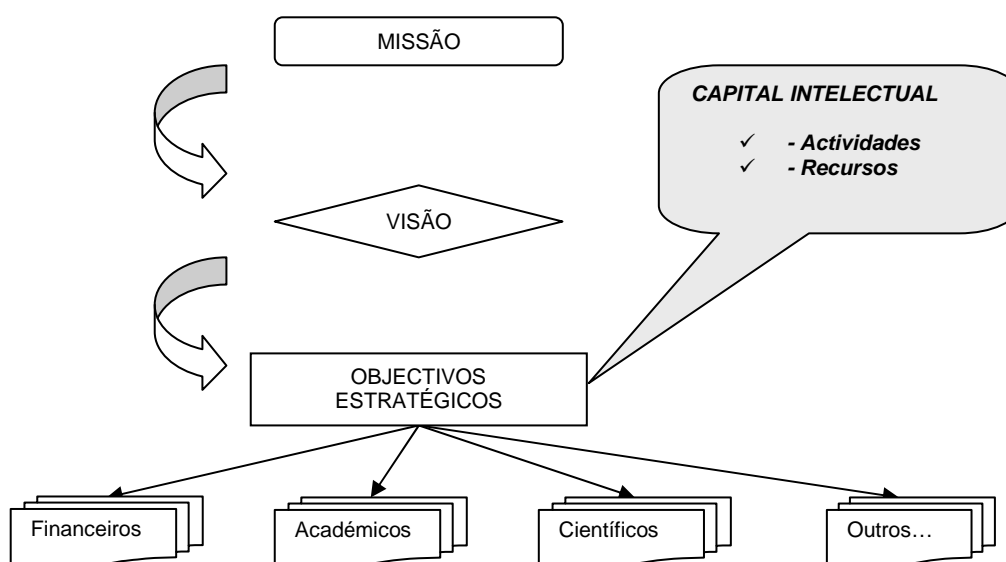 MISSÃO
CAPITAL INTELECTUAL
✓ - Actividades
✓ - Recursos
VISÃO
OBJECTIVOS
ESTRATÉGICOS
Financeiros
Académicos
Científicos
Outros…